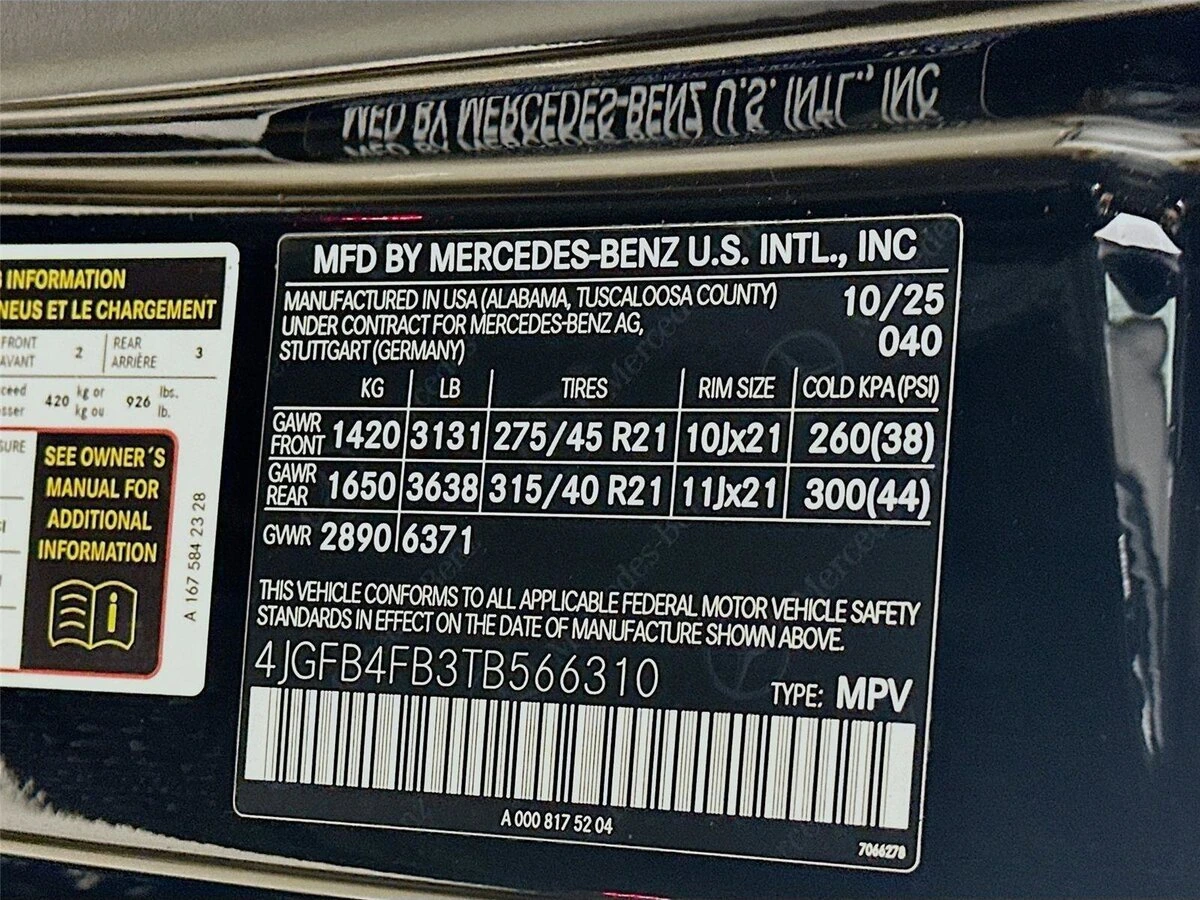 MFD BY MERCEDES-BENZ U.S. INTL., INC
INFORMATION
NEUS ET LE CHARGEMENT
FRONT 2 REAR 3
AVANT ARRIÈRE
420 kg or 926 lbs.
kg ou lb.
SEE OWNER´S
MANUAL FOR
ADDITIONAL
INFORMATION
A 167 584 23 28
MFD BY MERCEDES-BENZ U.S. INTL., INC
MANUFACTURED IN USA (ALABAMA, TUSCALOOSA COUNTY) 10/25
UNDER CONTRACT FOR MERCEDES-BENZ AG, 040
STUTTGART (GERMANY)
KG LB TIRES RIM SIZE COLD KPA (PSI)
GAWR FRONT 1420 3131 275/45 R21 10Jx21 260(38)
GAWR REAR 1650 3638 315/40 R21 11Jx21 300(44)
GVWR 2890 6371
THIS VEHICLE CONFORMS TO ALL APPLICABLE FEDERAL MOTOR VEHICLE SAFETY
STANDARDS IN EFFECT ON THE DATE OF MANUFACTURE SHOWN ABOVE.
4JGFB4FB3TB566310
TYPE: MPV
A 000 817 52 04
7066278